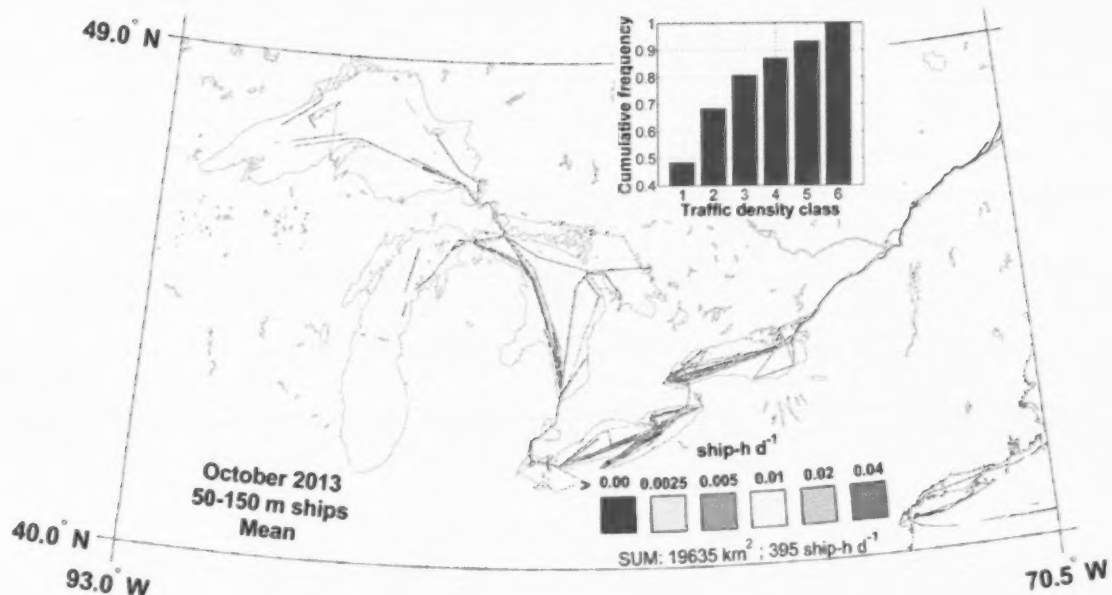 49.0° N
Cumulative frequency
1
0.9
0.8
0.7
0.6
0.5
0.4
1 2 3 4 5 6
Traffic density class
October 2013
50-150 m ships
Mean
ship-h d⁻¹
> 0.00 0.0025 0.005 0.01 0.02 0.04
SUM: 19635 km² ; 395 ship-h d⁻¹
40.0° N
93.0° W
70.5° W